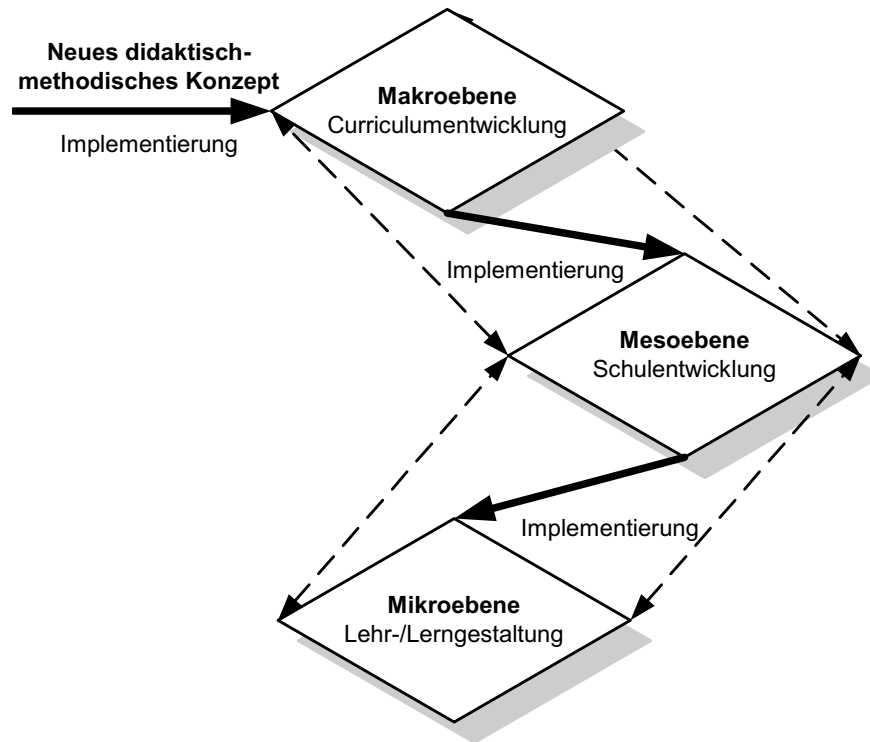 Neues didaktisch-
methodisches Konzept
Implementierung
Makroebene
Curriculumentwicklung
Implementierung
Mesoebene
Schulentwicklung
Implementierung
Mikroebene
Lehr-/Lerngestaltung